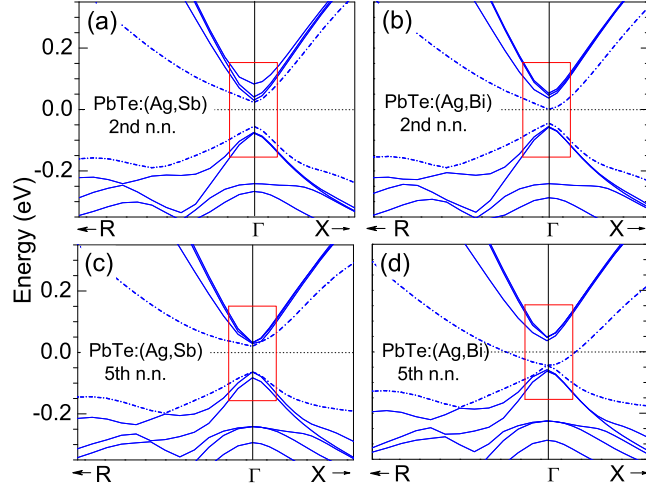 (a)
(b)
0.2
0.0
-0.2
PbTe:(Ag,Sb)
2nd n.n.
PbTe:(Ag,Bi)
2nd n.n.
R
Γ
X
R
Γ
X
Energy (eV)
(c)
(d)
0.2
0.0
-0.2
PbTe:(Ag,Sb)
5th n.n.
PbTe:(Ag,Bi)
5th n.n.
R
Γ
X
R
Γ
X